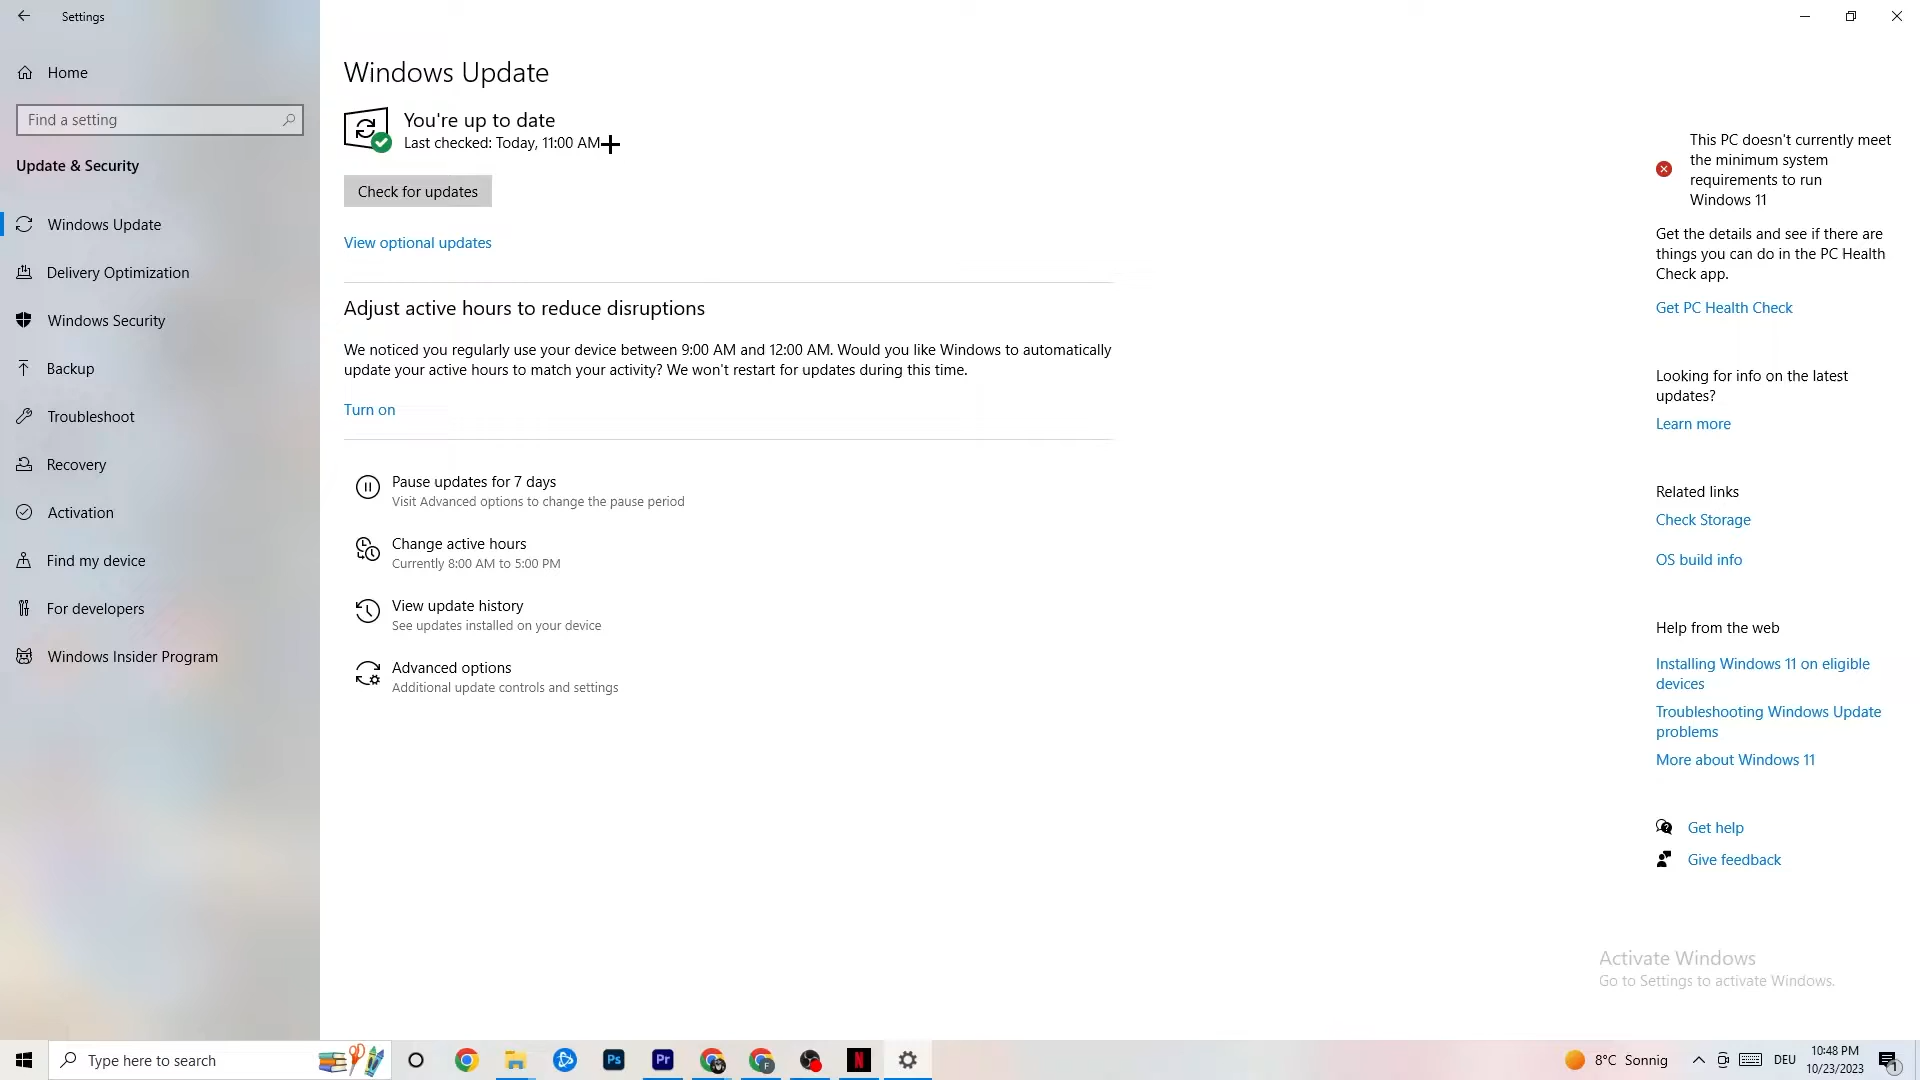 Settings
Home
Find a setting
Update & Security
Windows Update
Delivery Optimization
Windows Security
Backup
Troubleshoot
Recovery
Activation
Find my device
For developers
Windows Insider Program
Windows Update
You're up to date
Last checked: Today, 11:00 AM
Check for updates
View optional updates
Adjust active hours to reduce disruptions
We noticed you regularly use your device between 9:00 AM and 12:00 AM. Would you like Windows to automatically
update your active hours to match your activity? We won't restart for updates during this time.
Turn on
Pause updates for 7 days
Visit Advanced options to change the pause period
Change active hours
Currently 8:00 AM to 5:00 PM
View update history
See updates installed on your device
Advanced options
Additional update controls and settings
This PC doesn't currently meet
the minimum system
requirements to run
Windows 11
Get the details and see if there are
things you can do in the PC Health
Check app.
Get PC Health Check
Looking for info on the latest
updates?
Learn more
Related links
Check Storage
OS build info
Help from the web
Installing Windows 11 on eligible
devices
Troubleshooting Windows Update
problems
More about Windows 11
Get help
Give feedback
Activate Windows
Go to Settings to activate Windows.
Type here to search
Ps
Pr
F
N
8°C Sonnig
DEU
10:48 PM
10/23/2023
1